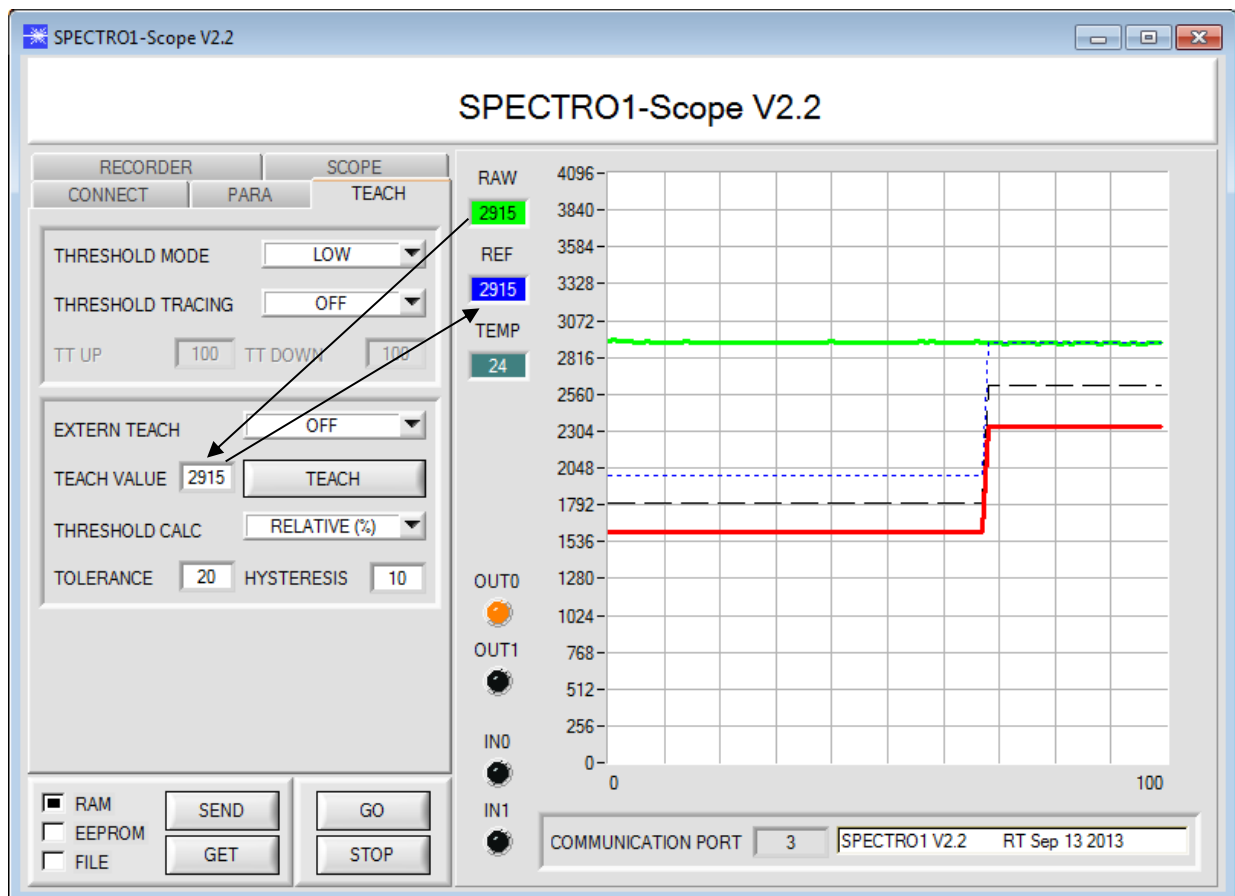 SPECTRO1-Scope V2.2
SPECTRO1-Scope V2.2
RECORDER SCOPE
CONNECT PARA TEACH
THRESHOLD MODE LOW
THRESHOLD TRACING OFF
TT UP 100 TT DOWN 100
EXTERN TEACH OFF
TEACH VALUE 2915 TEACH
THRESHOLD CALC RELATIVE (%)
TOLERANCE 20 HYSTERESIS 10
RAM
EEPROM
FILE
SEND
GET
GO
STOP
RAW
2915
REF
2915
TEMP
24
OUT0
OUT1
IN0
IN1
4096
3840
3584
3328
3072
2816
2560
2304
2048
1792
1536
1280
1024
768
512
256
0
0 100
COMMUNICATION PORT 3 SPECTRO1 V2.2 RT Sep 13 2013